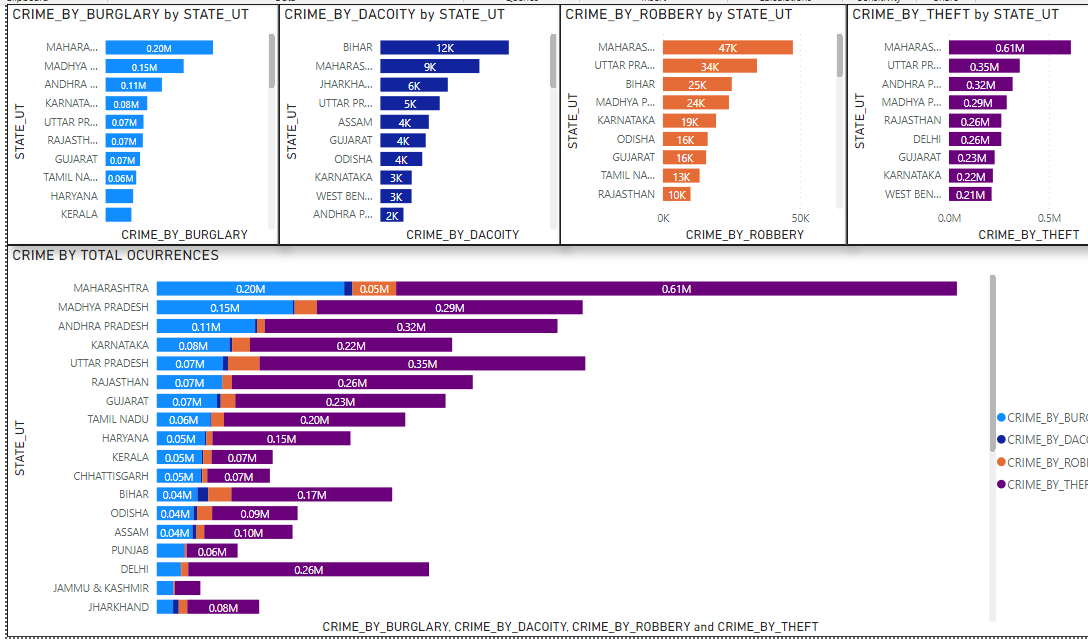 CRIME_BY_BURGLARY by STATE_UT
STATE_UT
MAHARA... 0.20M
MADHYA ... 0.15M
ANDHRA ... 0.11M
KARNATA... 0.08M
UTTAR PR... 0.07M
RAJASTH... 0.07M
GUJARAT 0.07M
TAMIL NA... 0.06M
HARYANA
KERALA
CRIME_BY_BURGLARY
CRIME_BY_DACOITY by STATE_UT
STATE_UT
BIHAR 12K
MAHARAS... 9K
JHARKHA... 6K
UTTAR PR... 5K
ASSAM 4K
GUJARAT 4K
ODISHA 4K
KARNATAKA 3K
WEST BEN... 3K
ANDHRA P... 2K
CRIME_BY_DACOITY
CRIME_BY_ROBBERY by STATE_UT
STATE_UT
MAHARAS... 47K
UTTAR PRA... 34K
BIHAR 25K
MADHYA P... 24K
KARNATAKA 19K
ODISHA 16K
GUJARAT 16K
TAMIL NA... 13K
RAJASTHAN 10K
0K 50K
CRIME_BY_ROBBERY
CRIME_BY_THEFT by STATE_UT
STATE_UT
MAHARAS... 0.61M
UTTAR PR... 0.35M
ANDHRA P... 0.32M
MADHYA P... 0.29M
RAJASTHAN 0.26M
DELHI 0.26M
GUJARAT 0.23M
KARNATAKA 0.22M
WEST BEN... 0.21M
0.0M 0.5M
CRIME_BY_THEFT
CRIME BY TOTAL OCURRENCES
STATE_UT
MAHARASHTRA 0.20M 0.05M 0.61M
MADHYA PRADESH 0.15M 0.29M
ANDHRA PRADESH 0.11M 0.32M
KARNATAKA 0.08M 0.22M
UTTAR PRADESH 0.07M 0.35M
RAJASTHAN 0.07M 0.26M
GUJARAT 0.07M 0.23M
TAMIL NADU 0.06M 0.20M
HARYANA 0.05M 0.15M
KERALA 0.05M 0.07M
CHHATTISGARH 0.05M 0.07M
BIHAR 0.04M 0.17M
ODISHA 0.04M 0.09M
ASSAM 0.04M 0.10M
PUNJAB 0.06M
DELHI 0.26M
JAMMU & KASHMIR
JHARKHAND 0.08M
CRIME_BY_BURGLARY, CRIME_BY_DACOITY, CRIME_BY_ROBBERY and CRIME_BY_THEFT
CRIME_BY_BURG
CRIME_BY_DACO
CRIME_BY_ROBB
CRIME_BY_THEF